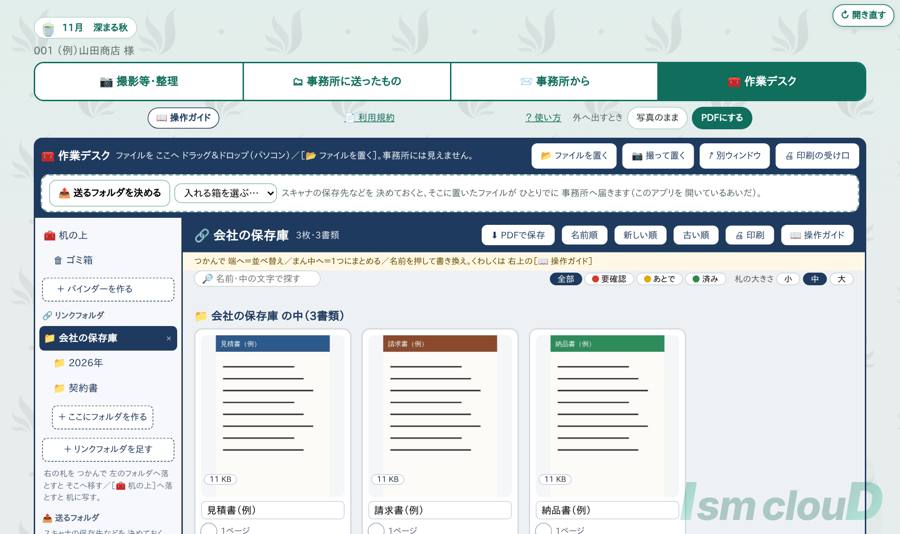 ↻ 開き直す
11月 深まる秋
001 (例)山田商店 様
📷 撮影等・整理
🗂 事務所に送ったもの
📨 事務所から
🧰 作業デスク
📖 操作ガイド
📄 利用規約
? 使い方
外へ出すとき
写真のまま
PDFにする
🧰 作業デスク ファイルを ここへ ドラッグ&ドロップ(パソコン)／[📂 ファイルを置く]。事務所には見えません。
📂 ファイルを置く
📷 撮って置く
⤴ 別ウィンドウ
🖨 印刷の受け口
📤 送るフォルダを決める
入れる箱を選ぶ…
スキャナの保存先などを 決めておくと、そこに置いたファイルが ひとりでに 事務所へ届きます(このアプリを 開いているあいだ)。
🧰 机の上
🗑 ゴミ箱
＋ バインダーを作る
🔗 リンクフォルダ
📁 会社の保存庫 ×
📁 2026年
📁 契約書
＋ ここにフォルダを作る
＋ リンクフォルダを足す
右の札を つかんで 左のフォルダへ落
とすと そこへ移す／[🧰 机の上]へ落
とすと 机に写す。
📤 送るフォルダ
スキャナの保存先などを 決めておく、
🔗 会社の保存庫 3枚・3書類
⬇ PDFで保存
名前順
新しい順
古い順
🖨 印刷
📖 操作ガイド
つかんで 端へ＝並べ替え／まん中へ＝1つにまとめる／名前を押して書き換え。くわしくは 右上の[📖 操作ガイド]
🔎 名前・中の文字で探す
全部
要確認
あとで
済み
札の大きさ
小
中
大
📁 会社の保存庫 の中(3書類)
見積書 (例)
11 KB
見積書(例)
1ページ
請求書 (例)
11 KB
請求書(例)
1ページ
納品書 (例)
11 KB
納品書(例)
1ページ
Ism clouD